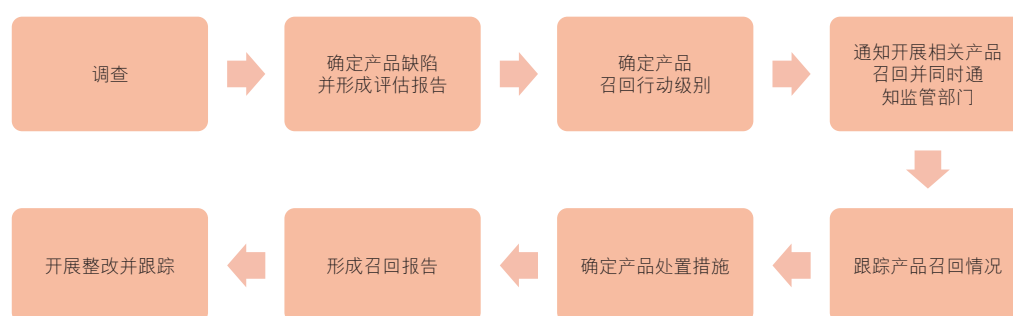 调查
确定产品缺陷
并形成评估报告
确定产品
召回行动级别
通知开展相关产品
召回并同时通
知监管部门
跟踪产品召回情况
确定产品处置措施
形成召回报告
开展整改并跟踪